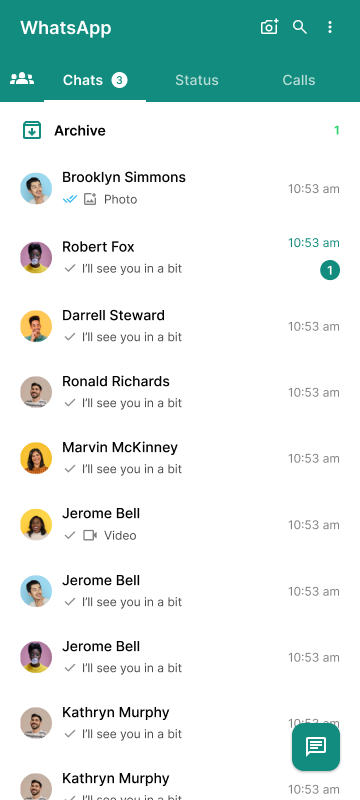 WhatsApp
Chats 3 Status Calls
Archive 1
Brooklyn Simmons
Photo
10:53 am
Robert Fox
I'll see you in a bit
10:53 am
1
Darrell Steward
I'll see you in a bit
10:53 am
Ronald Richards
I'll see you in a bit
10:53 am
Marvin McKinney
I'll see you in a bit
10:53 am
Jerome Bell
Video
10:53 am
Jerome Bell
I'll see you in a bit
10:53 am
Jerome Bell
I'll see you in a bit
10:53 am
Kathryn Murphy
I'll see you in a bit
10:53 am
Kathryn Murphy
10:53 am